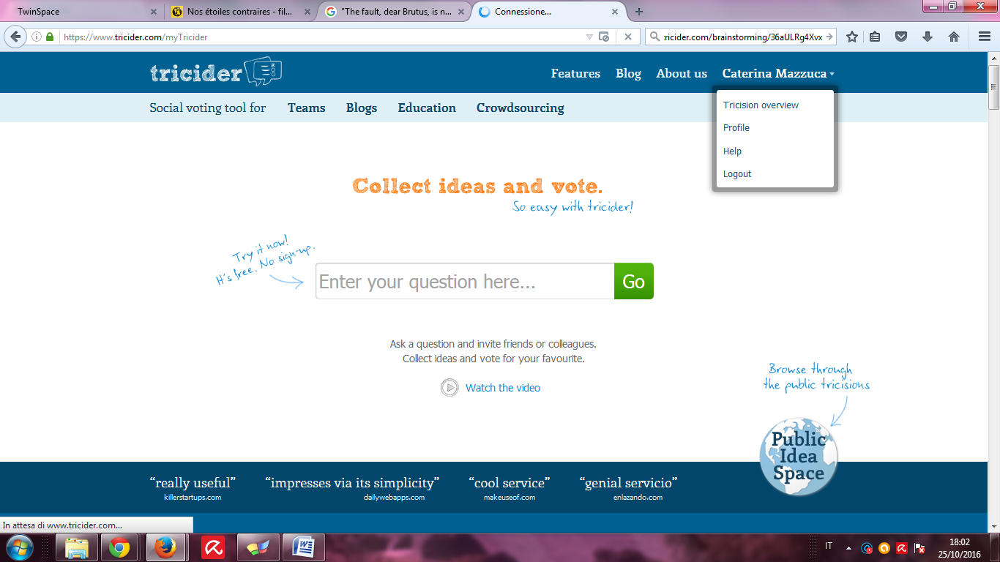 TwinSpace
Nos étoiles contraires - fil...
"The fault, dear Brutus, is n...
Connessione...
https://www.tricider.com/myTricider
:ricider.com/brainstorming/36aULRg4Xvx
tricider
Features Blog About us Caterina Mazzuca
Social voting tool for Teams Blogs Education Crowdsourcing
Tricision overview
Profile
Help
Logout
Collect ideas and vote.
So easy with tricider!
Try it now!
It's free. No sign-up.
Enter your question here...
Go
Ask a question and invite friends or colleagues.
Collect ideas and vote for your favourite.
Watch the video
Browse through
the public tricisions
Public
Idea
Space
“really useful” “impresses via its simplicity” “cool service” “genial servicio”
killerstartups.com dailywebapps.com makeuseof.com enlazando.com
In attesa di www.tricider.com...
IT
18:02
25/10/2016